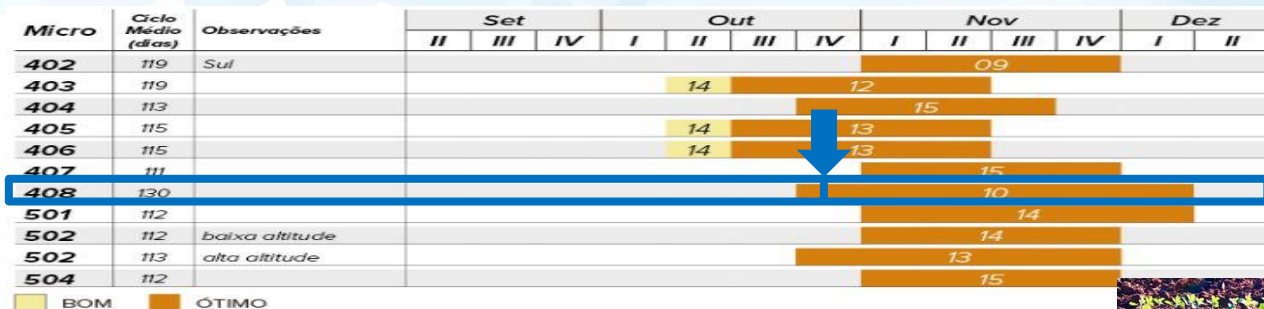 Micro Ciclo Médio (dias) Observações Set Out Nov Dez
II III IV I II III IV I II III IV I II
402 119 Sul 09
403 119 14 12
404 113 15
405 115 14 13
406 115 14 13
407 111 15
408 130 10
501 112 14
502 112 baixa altitude 14
502 113 alta altitude 13
504 112 15
BOM ÓTIMO